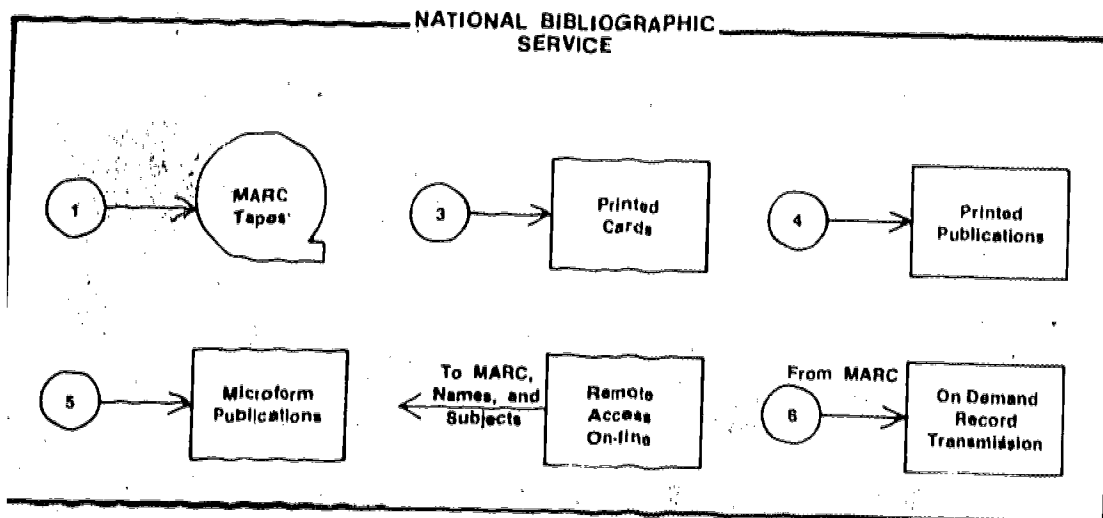 NATIONAL BIBLIOGRAPHIC
SERVICE
1
MARC
Tapes
3
Printed
Cards
4
Printed
Publications
5
Microform
Publications
To MARC,
Names, and
Subjects
Remote
Access
On-line
From MARC
6
On Demand
Record
Transmission